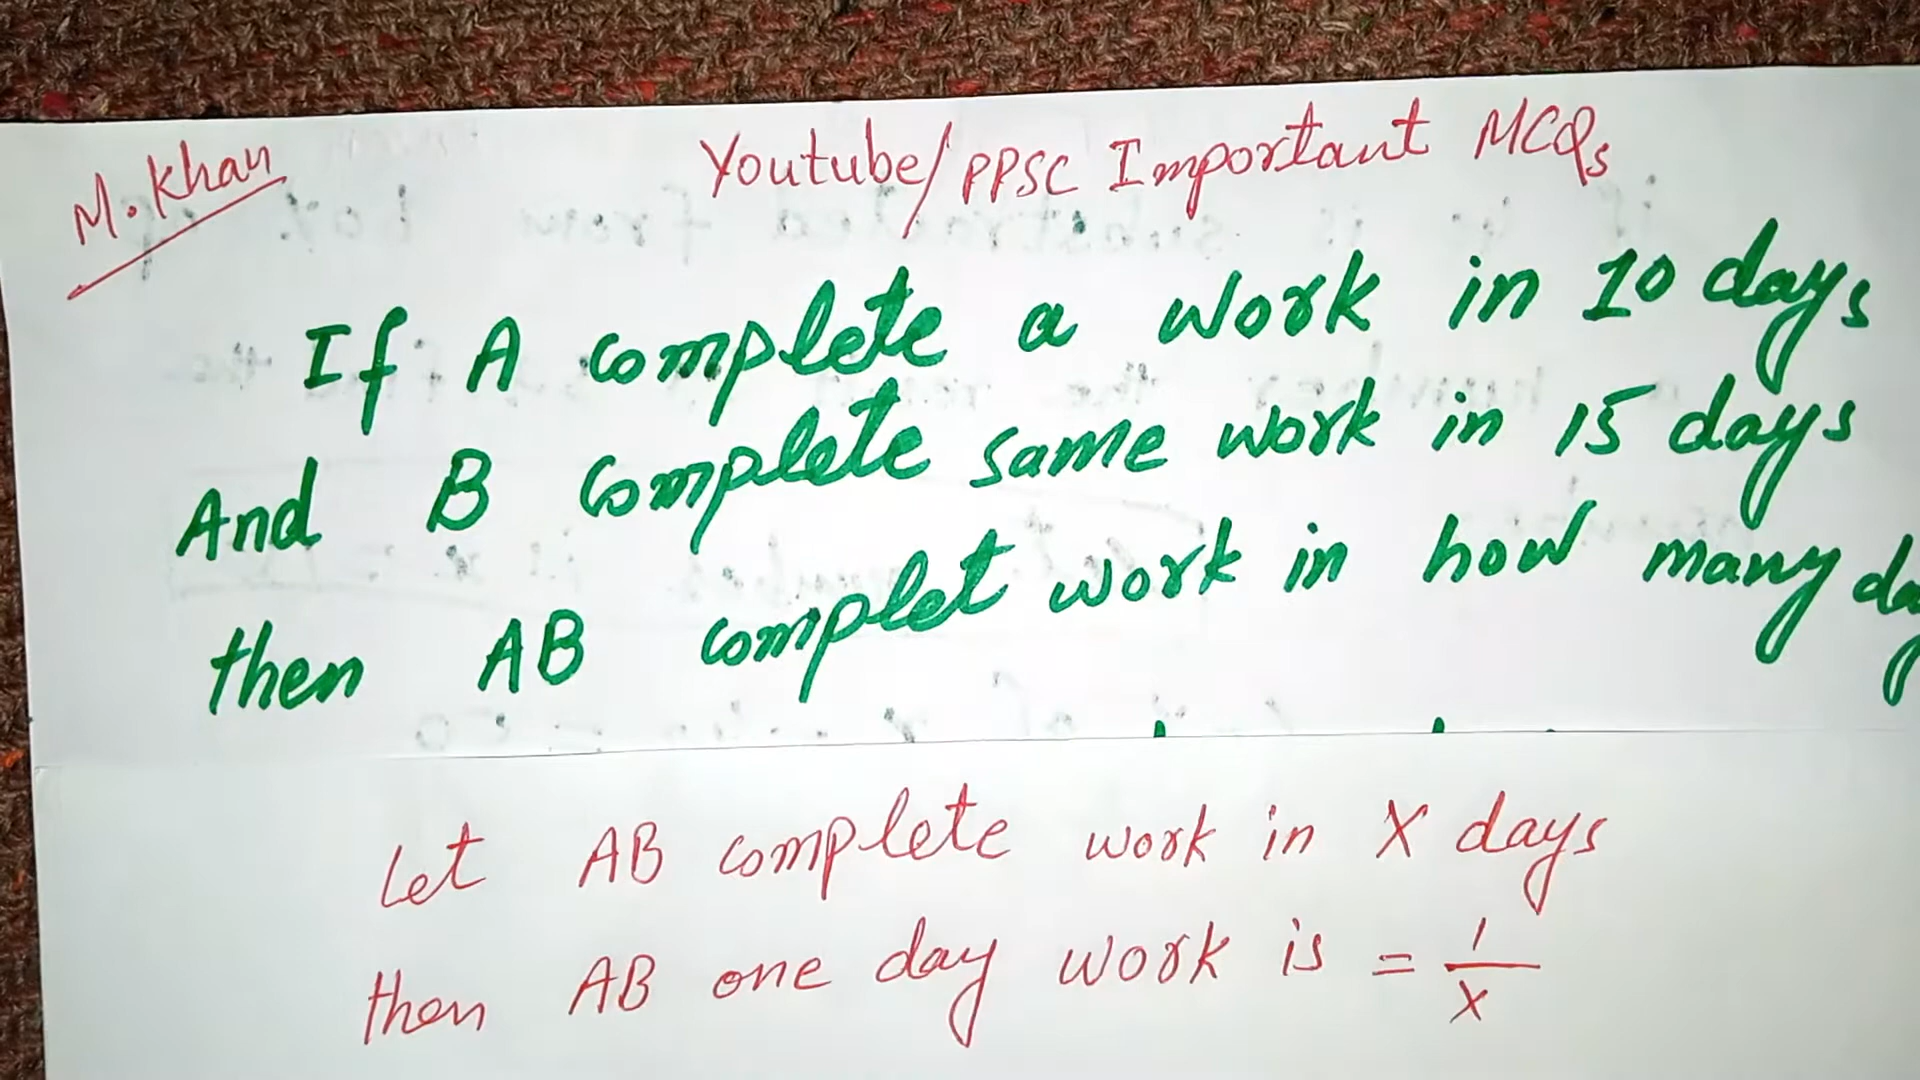 M. Khan
Youtube/PPSC Important MCQs
If A complete a work in 10 days
And B complete same work in 15 days
then AB complet work in how many
Let AB complete work in X days
then AB one day work is = 1/X